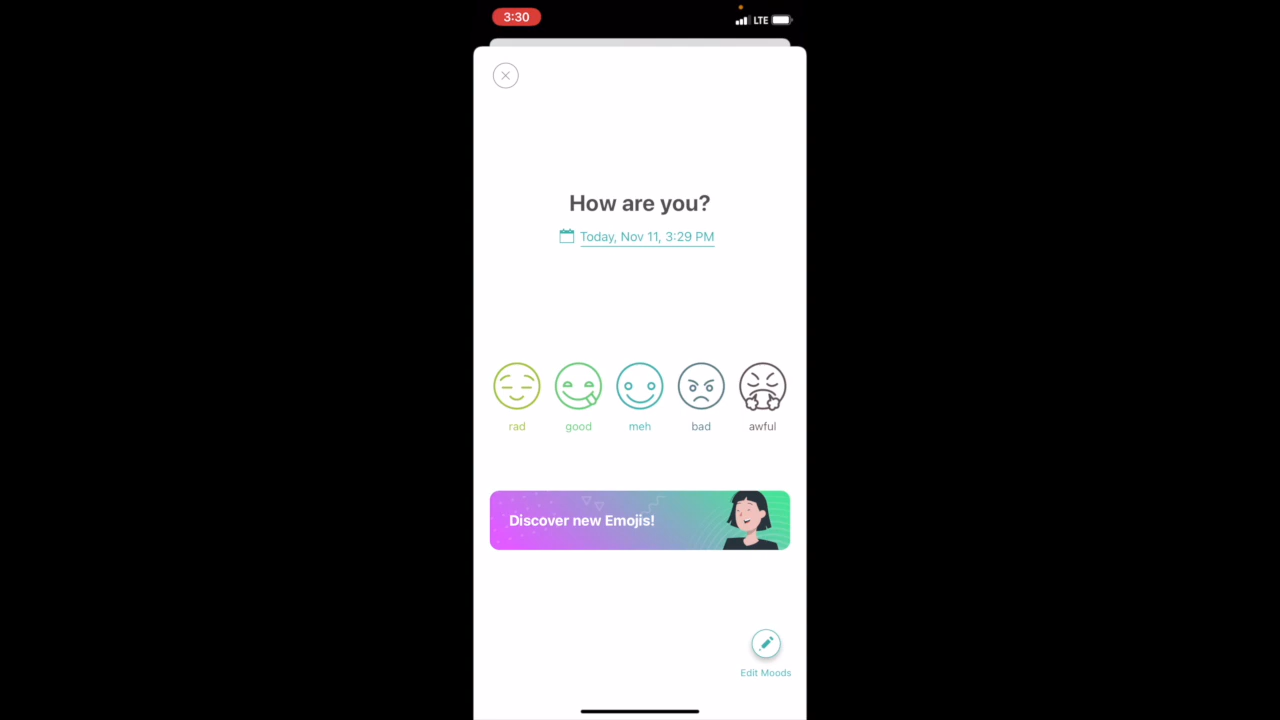 3:30
LTE
How are you?
Today, Nov 11, 3:29 PM
rad good meh bad awful
Discover new Emojis!
Edit Moods